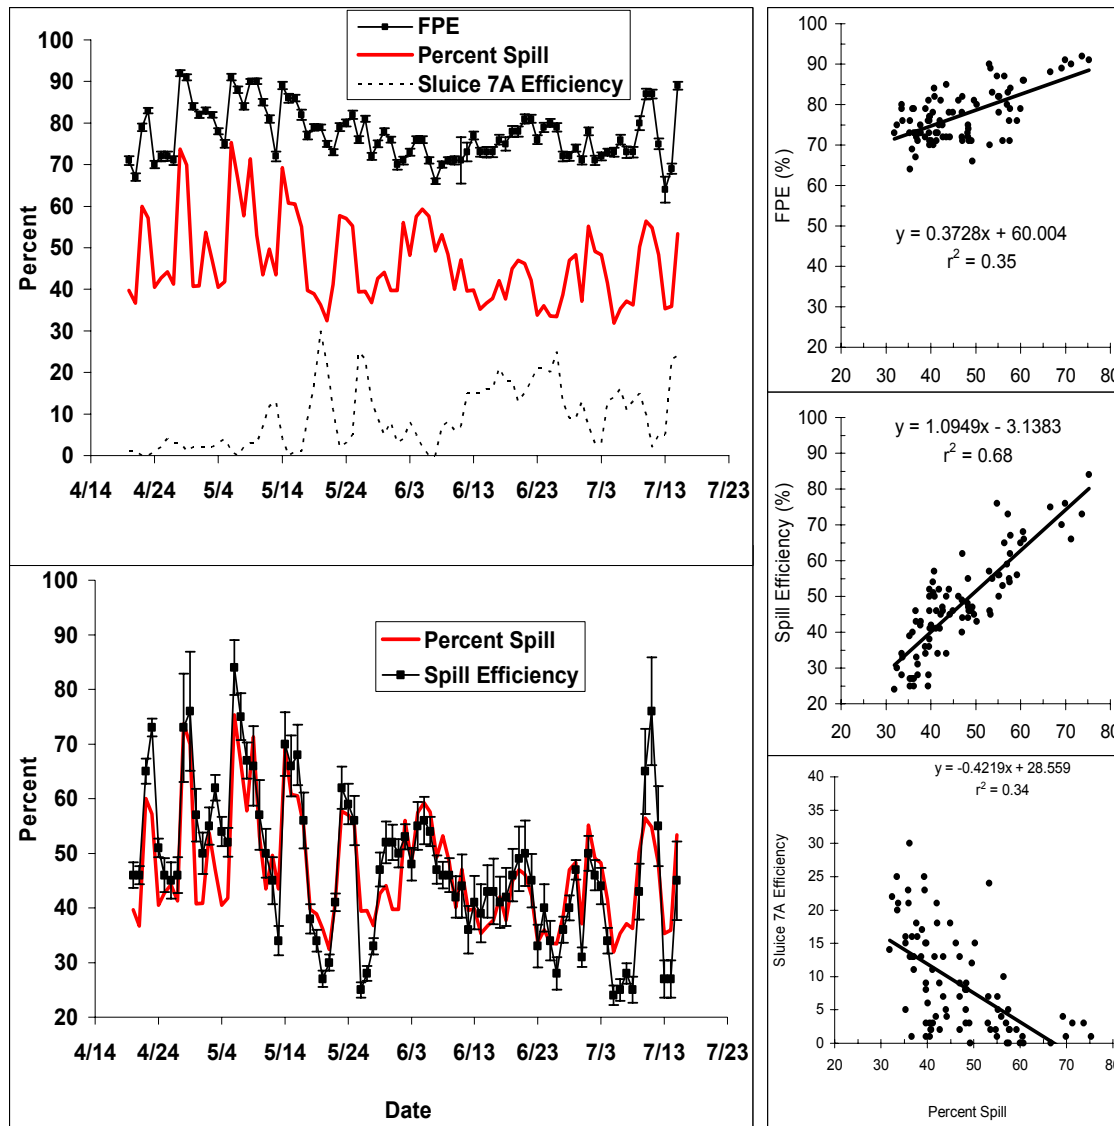 FPE
Percent Spill
Sluice 7A Efficiency
100
90
80
70
60
50
40
30
20
10
0
Percent
4/14 4/24 5/4 5/14 5/24 6/3 6/13 6/23 7/3 7/13 7/23
100
90
80
70
60
50
40
30
20
Percent
Percent Spill
Spill Efficiency
4/14 4/24 5/4 5/14 5/24 6/3 6/13 6/23 7/3 7/13 7/23
Date
100
90
80
70
60
50
40
30
20
FPE (%)
y = 0.3728x + 60.004
r2 = 0.35
20 30 40 50 60 70 80
100
90
80
70
60
50
40
30
20
Spill Efficiency (%)
y = 1.0949x - 3.1383
r2 = 0.68
20 30 40 50 60 70 80
y = -0.4219x + 28.559
r2 = 0.34
40
35
30
25
20
15
10
5
0
Sluice 7A Efficiency
20 30 40 50 60 70 80
Percent Spill